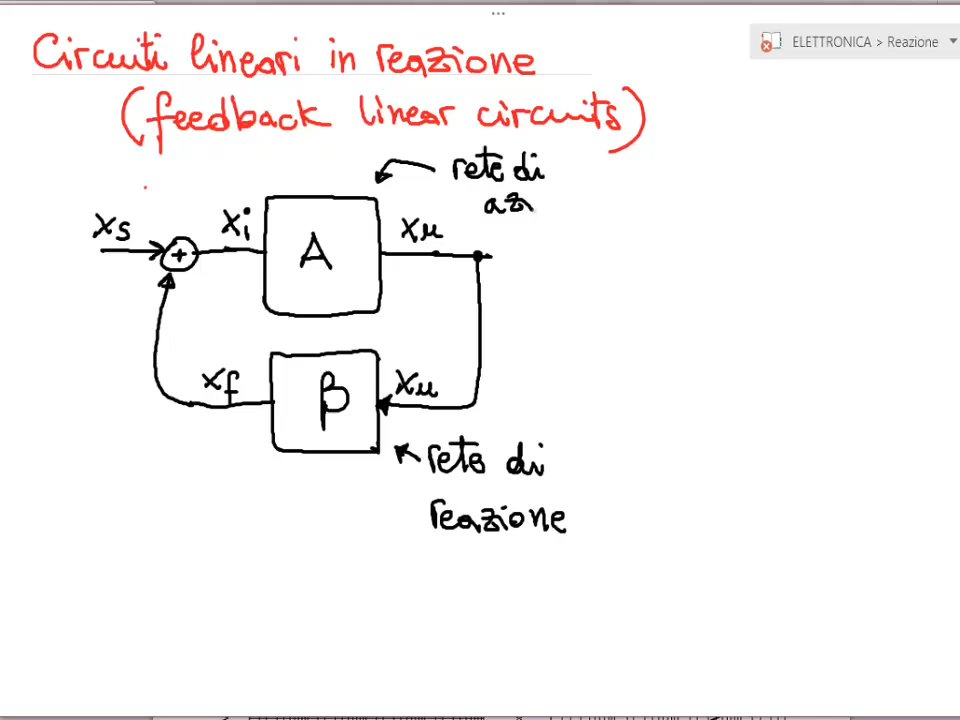 ...
ELETTRONICA > Reazione
Circuiti lineari in reazione
(feedback linear circuits)
rete di
az
xs
xi
A
xu
+
xf
β
xu
rete di
reazione